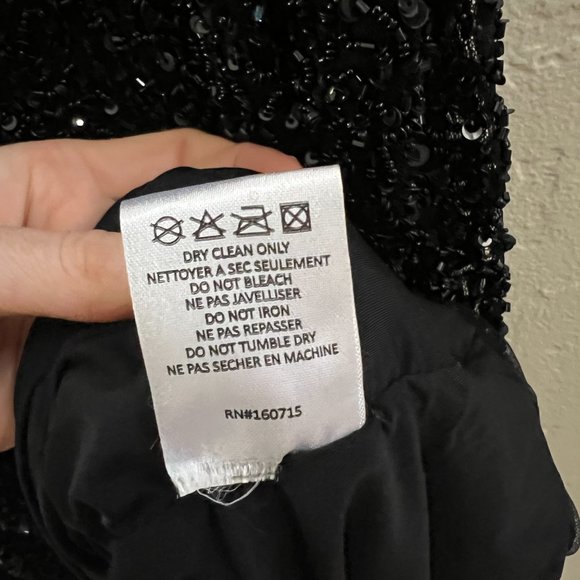 DRY CLEAN ONLY
NETTOYER A SEC SEULEMENT
DO NOT BLEACH
NE PAS JAVELLISER
DO NOT IRON
NE PAS REPASSER
DO NOT TUMBLE DRY
NE PAS SECHER EN MACHINE
RN#160715